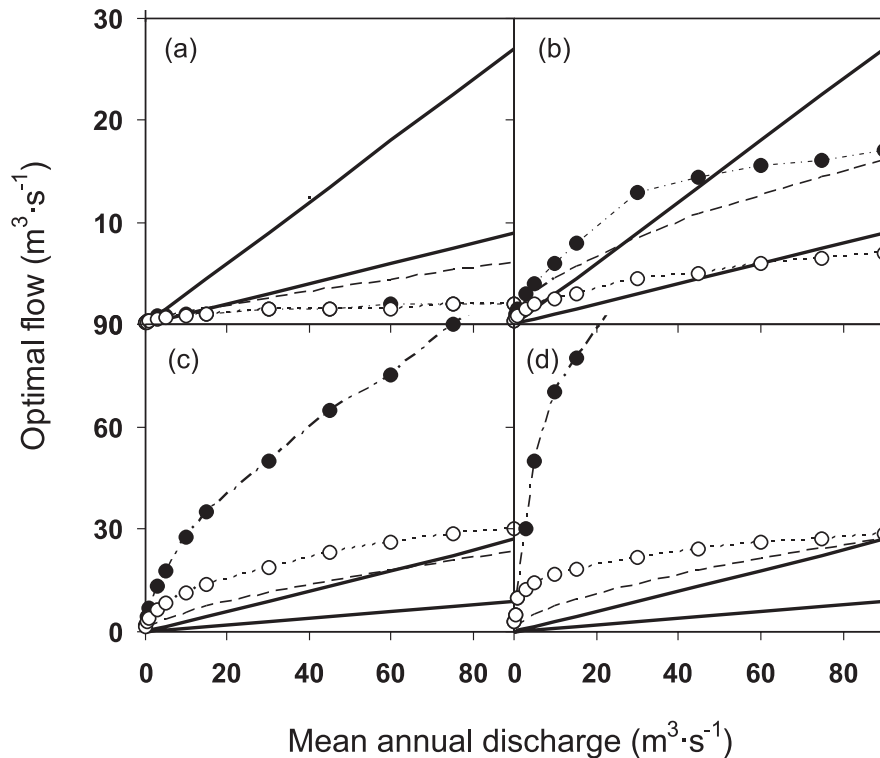 30
(a)
(b)
20
10
90
(c)
(d)
60
30
0
0 20 40 60 80 0 20 40 60 80
Optimal flow (m³·s⁻¹)
Mean annual discharge (m³·s⁻¹)